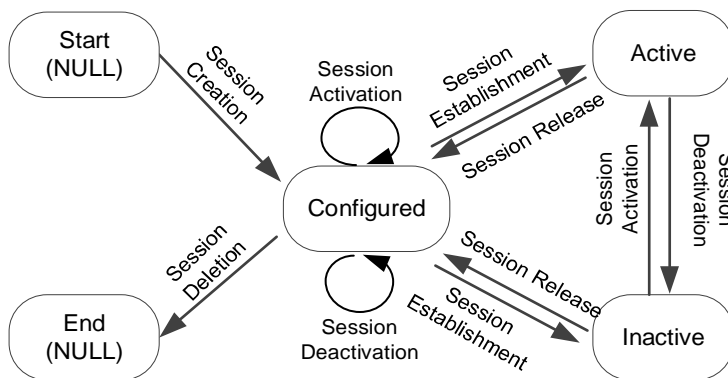 Start
(NULL)
Session
Creation
Session
Activation
Session
Establishment
Session Release
Active
Session
Activation
Session
Deactivation
Configured
Session
Deletion
Session
Deactivation
Session Release
Session
Establishment
End
(NULL)
Inactive